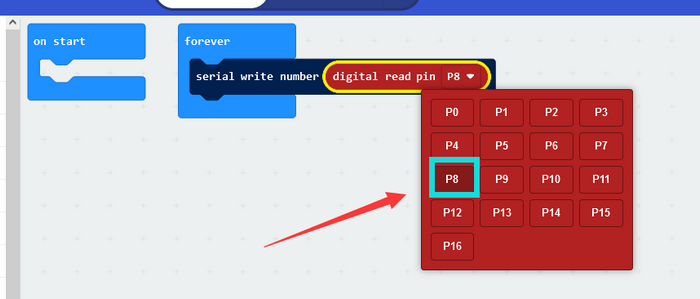 on start
forever
serial write number digital read pin P8
P0 P1 P2 P3
P4 P5 P6 P7
P8 P9 P10 P11
P12 P13 P14 P15
P16